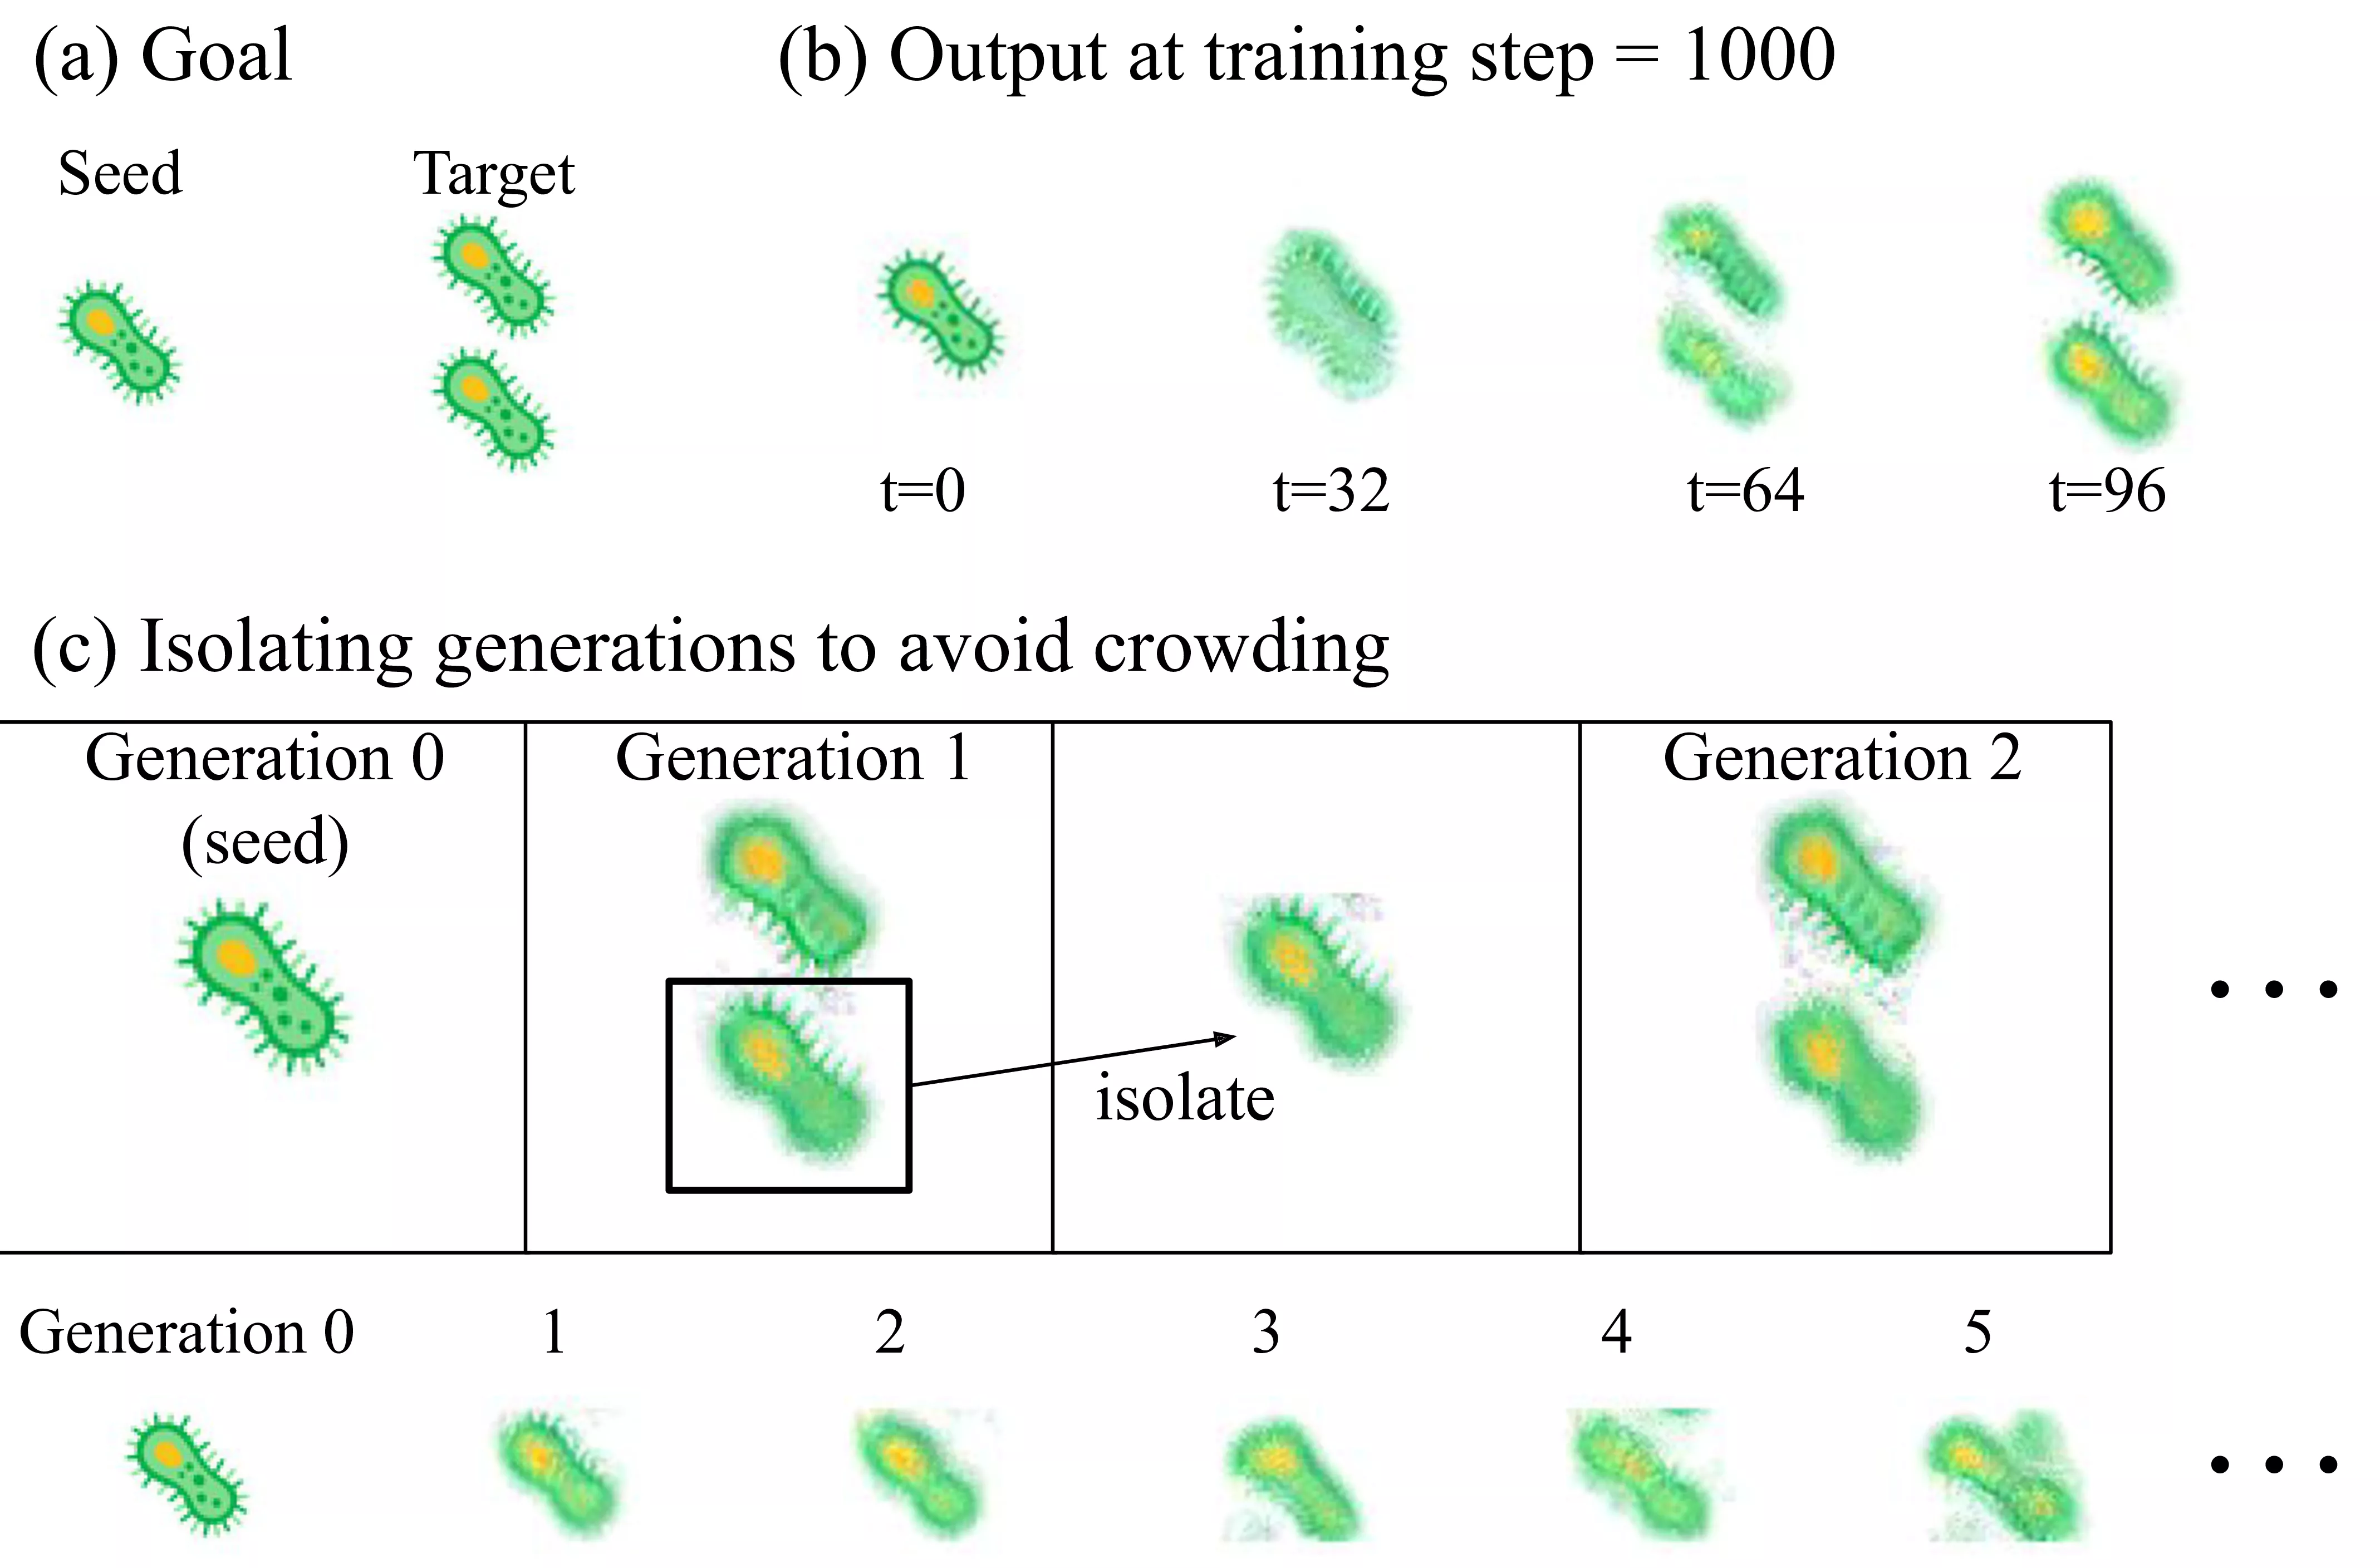 (a) Goal
(b) Output at training step = 1000
Seed
Target
t=0
t=32
t=64
t=96
(c) Isolating generations to avoid crowding
Generation 0
(seed)
Generation 1
isolate
Generation 2
Generation 0
1
2
3
4
5